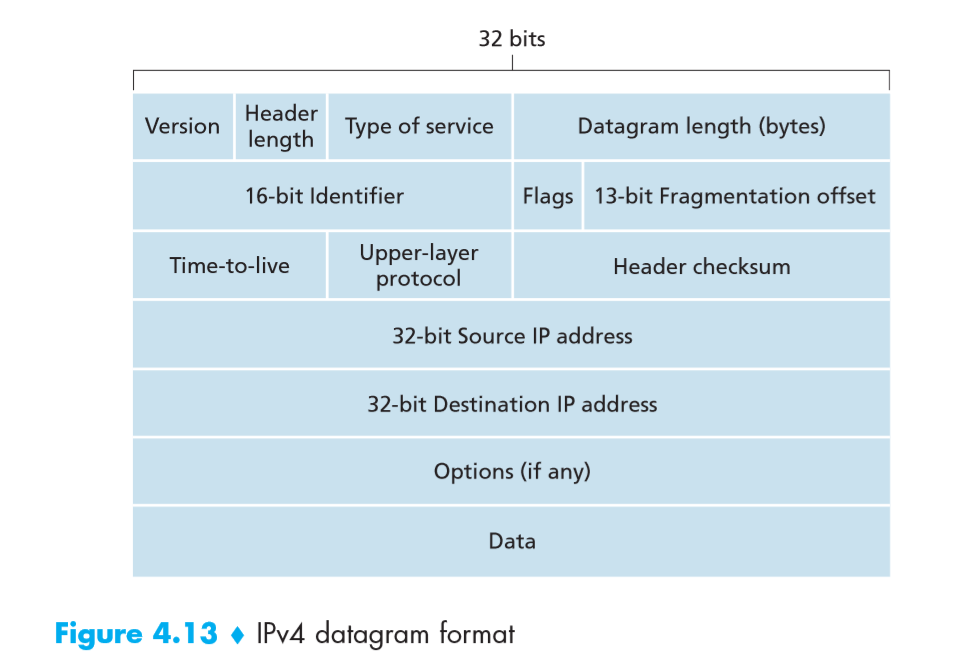 32 bits
Version
Header
length
Type of service
Datagram length (bytes)
16-bit Identifier
Flags
13-bit Fragmentation offset
Time-to-live
Upper-layer
protocol
Header checksum
32-bit Source IP address
32-bit Destination IP address
Options (if any)
Data
Figure 4.13 ♦ IPv4 datagram format